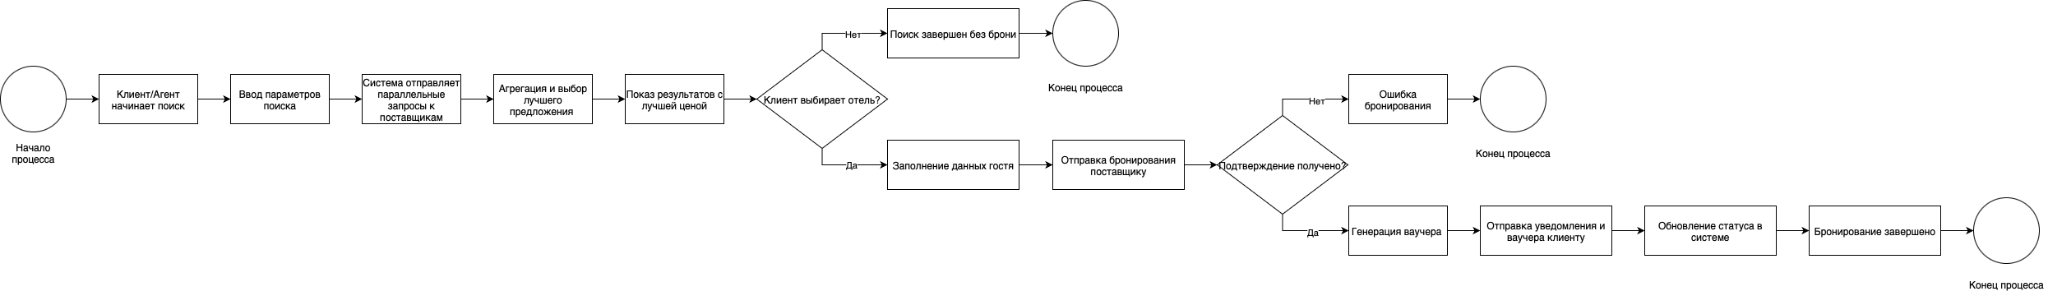 Начало
процесса
Клиент/Агент
начинает поиск
Ввод параметров
поиска
Система отправляет
параллельные
запросы к
поставщикам
Агрегация и выбор
лучшего
предложения
Показ результатов с
лучшей ценой
Клиент выбирает отель?
Нет
Поиск завершен без брони
Конец процесса
Да
Заполнение данных гостя
Отправка бронирования
поставщику
Подтверждение получено?
Нет
Ошибка
бронирования
Конец процесса
Да
Генерация ваучера
Отправка уведомления и
ваучера клиенту
Обновление статуса в
системе
Бронирование завершено
Конец процесса